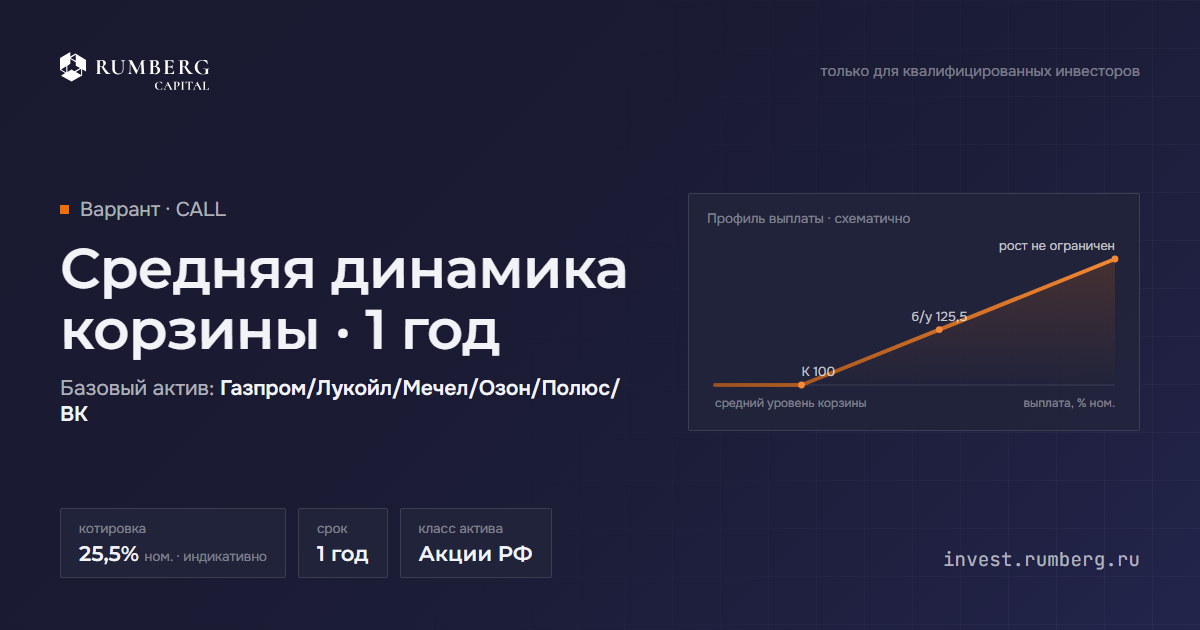 RUMBERG
CAPITAL
только для квалифицированных инвесторов
Варрант · CALL
Средняя динамика
корзины · 1 год
Базовый актив: Газпром/Лукойл/Мечел/Озон/Полюс/
ВК
Профиль выплаты · схематично
рост не ограничен
б/у 125,5
K 100
средний уровень корзины
выплата, % ном.
котировка
25,5% ном. · индикативно
срок
1 год
класс актива
Акции РФ
invest.rumberg.ru